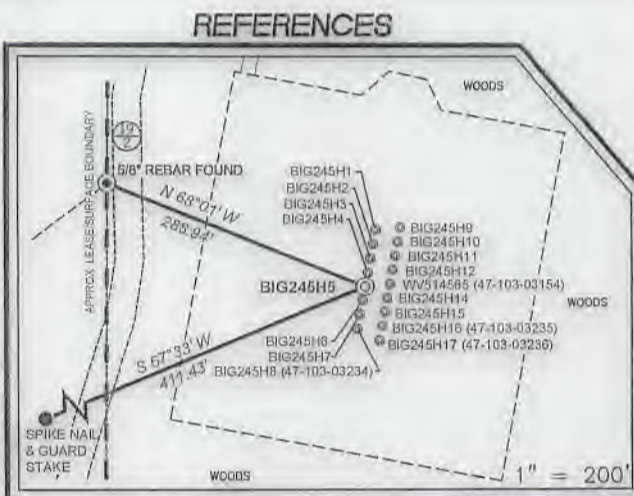 REFERENCES
WOODS
APPROX LEASE/SURFACE BOUNDARY
19
2
5/8" REBAR FOUND
N 68°07' W
285.94'
BIG245H1
BIG245H2
BIG245H3
BIG245H4
BIG245H5
BIG245H9
BIG245H10
BIG245H11
BIG245H12
WV514565 (47-103-03154)
BIG245H14
BIG245H15
BIG245H16 (47-103-03235)
BIG245H17 (47-103-03236)
WOODS
S 67°33' W
411.43'
BIG245H6
BIG245H7
BIG245H8 (47-103-03234)
SPIKE NAIL
& GUARD
STAKE
WOODS
1" = 200'